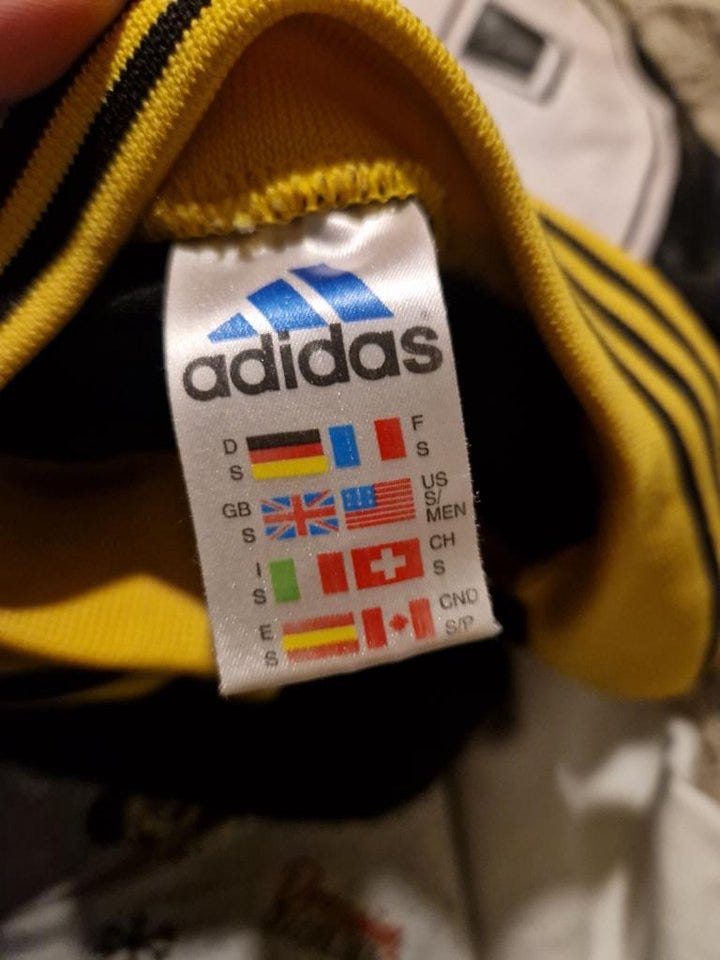 adidas
D F
S S
GB US
S S/
MEN
I CH
S S
E CND
S S/P